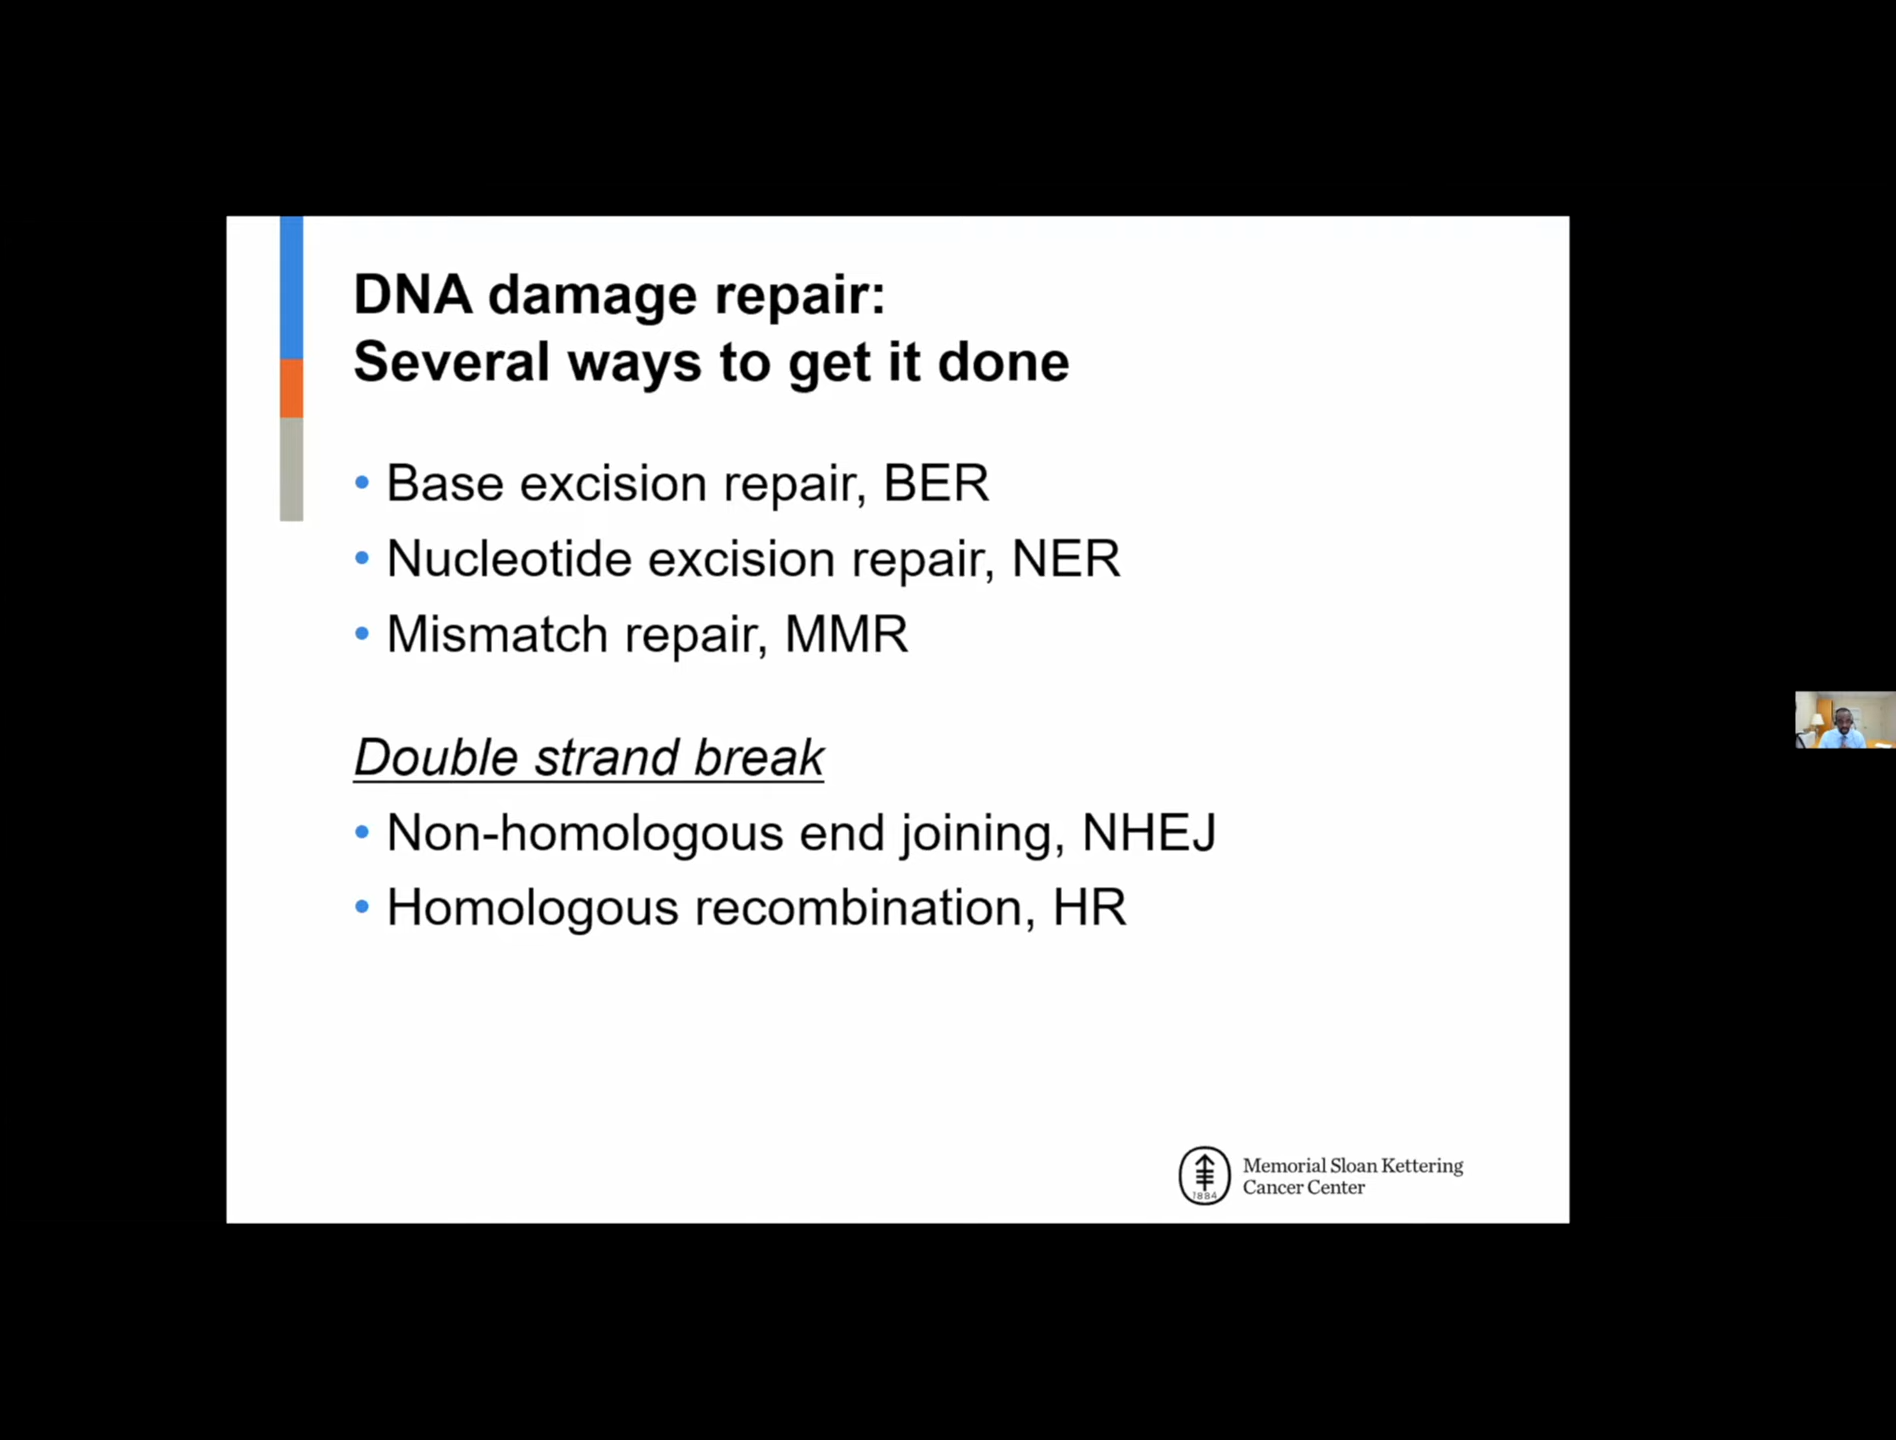 DNA damage repair:
Several ways to get it done
• Base excision repair, BER
• Nucleotide excision repair, NER
• Mismatch repair, MMR
Double strand break
• Non-homologous end joining, NHEJ
• Homologous recombination, HR
1884
Memorial Sloan Kettering
Cancer Center